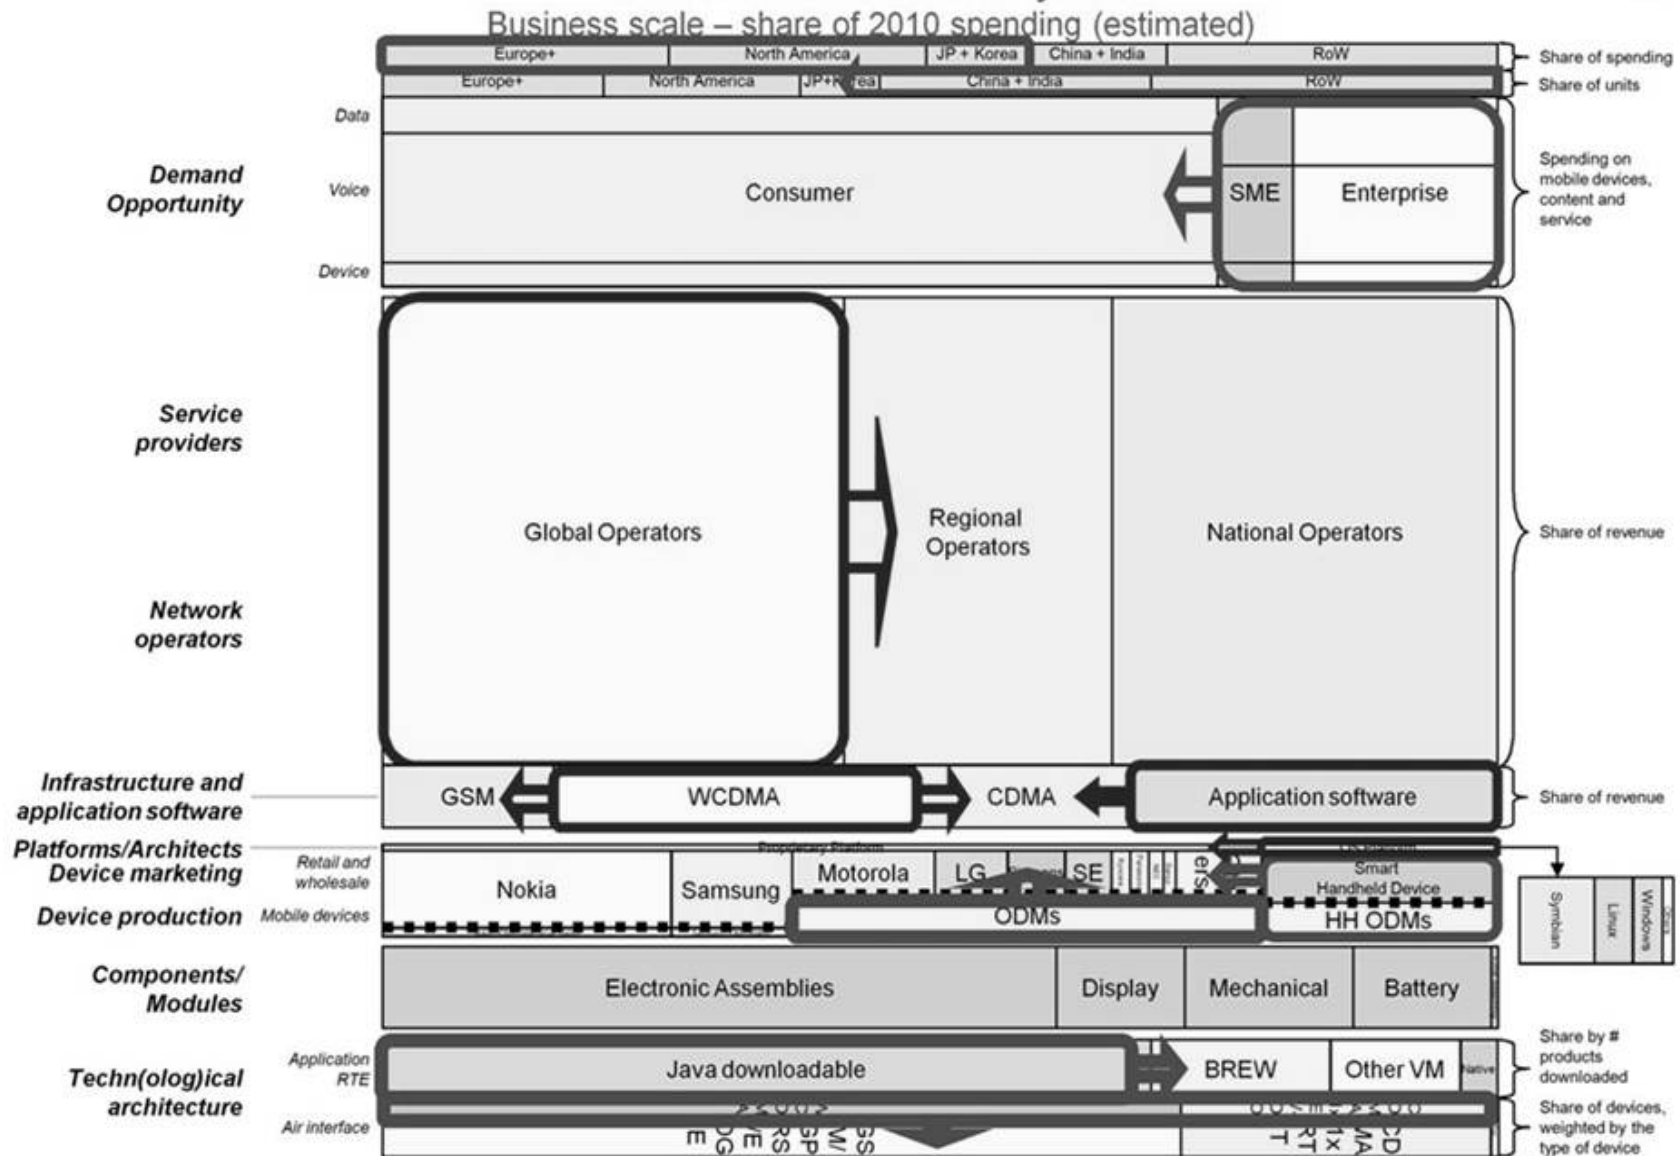 Business scale – share of 2010 spending (estimated)
Europe+ North America JP + Korea China + India RoW Share of spending
Europe+ North America China + India RoW Share of units
Data
Demand
Opportunity
Voice
Device
Consumer
SME
Enterprise
Spending on
mobile devices,
content and
service
Service
providers
Network
operators
Global Operators
Regional
Operators
National Operators
Share of revenue
Infrastructure and
application software
GSM WCDMA CDMA Application software
Share of revenue
Platforms/Architects
Proprietary Platform
Device marketing
Retail and
wholesale
Nokia Samsung Motorola LG SE
Smart
Handheld Device
Device production
Mobile devices
ODMs
HH ODMs
Symbian
Linux
Windows
Components/
Modules
Electronic Assemblies Display Mechanical Battery
Techn(olog)ical
architecture
Application
RTE
Java downloadable BREW Other VM Native
Share by #
products
downloaded
Air interface
Share of devices,
weighted by the
type of device